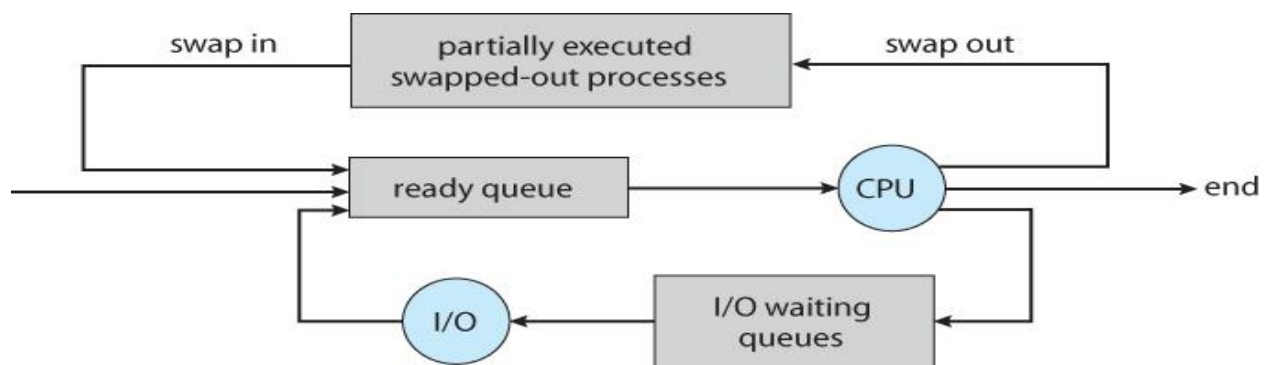 swap in
partially executed
swapped-out processes
swap out
ready queue
CPU
end
I/O
I/O waiting
queues